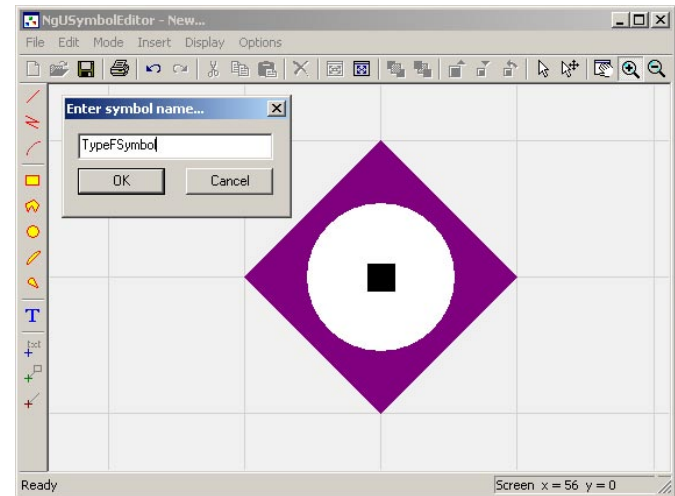 NgUSymbolEditor - New...
File Edit Mode Insert Display Options
Enter symbol name...
TypeFSymbol
OK Cancel
T
Ready
Screen x = 56 y = 0